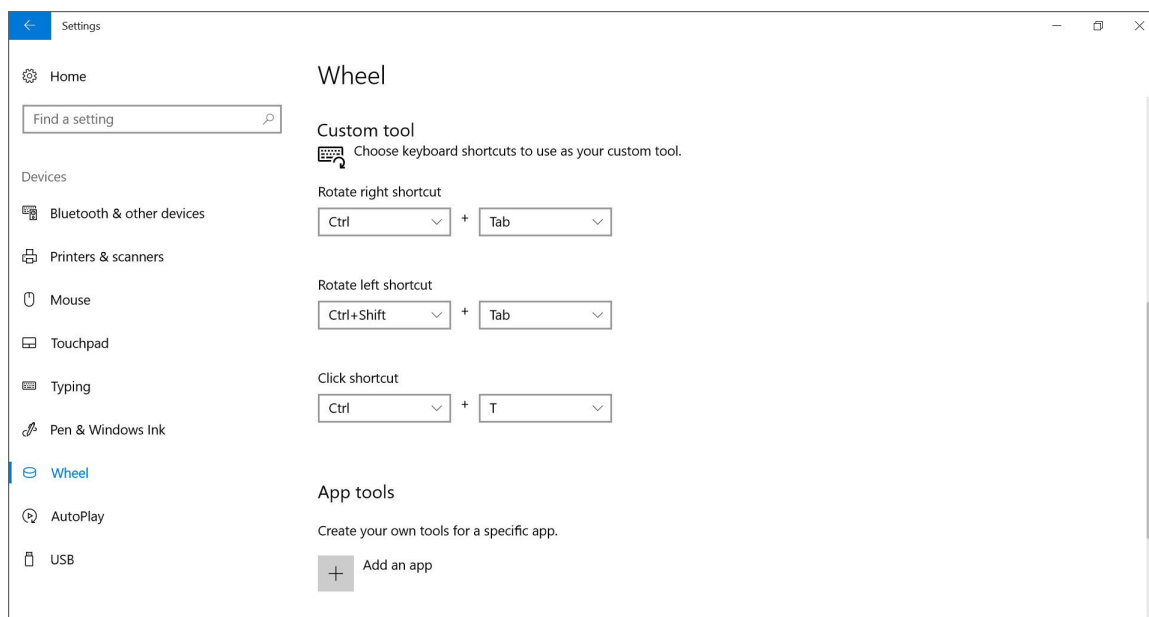 Settings
Home
Find a setting
Devices
Bluetooth & other devices
Printers & scanners
Mouse
Touchpad
Typing
Pen & Windows Ink
Wheel
AutoPlay
USB
Wheel
Custom tool
Choose keyboard shortcuts to use as your custom tool.
Rotate right shortcut
Ctrl + Tab
Rotate left shortcut
Ctrl+Shift + Tab
Click shortcut
Ctrl + T
App tools
Create your own tools for a specific app.
+ Add an app